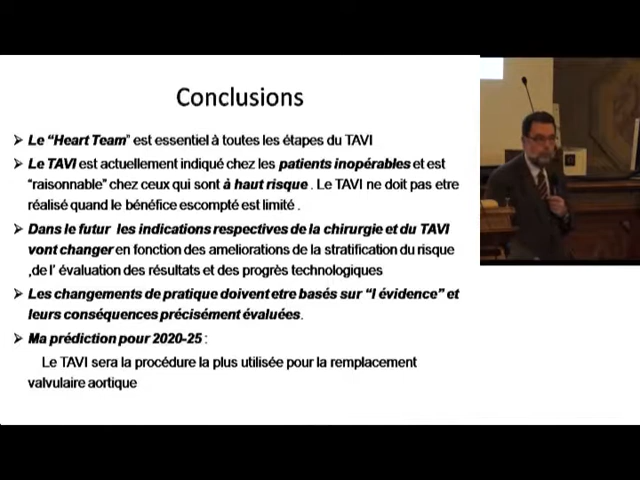 Conclusions
➢ Le “Heart Team” est essentiel à toutes les étapes du TAVI
➢ Le TAVI est actuellement indiqué chez les patients inopérables et est
“raisonnable” chez ceux qui sont à haut risque . Le TAVI ne doit pas etre
réalisé quand le bénéfice escompté est limité .
➢ Dans le futur les indications respectives de la chirurgie et du TAVI
vont changer en fonction des ameliorations de la stratification du risque
,de l’ évaluation des résultats et des progrès technologiques
➢ Les changements de pratique doivent etre basés sur “l évidence” et
leurs conséquences précisément évaluées.
➢ Ma prédiction pour 2020-25 :
Le TAVI sera la procédure la plus utilisée pour la remplacement
valvulaire aortique